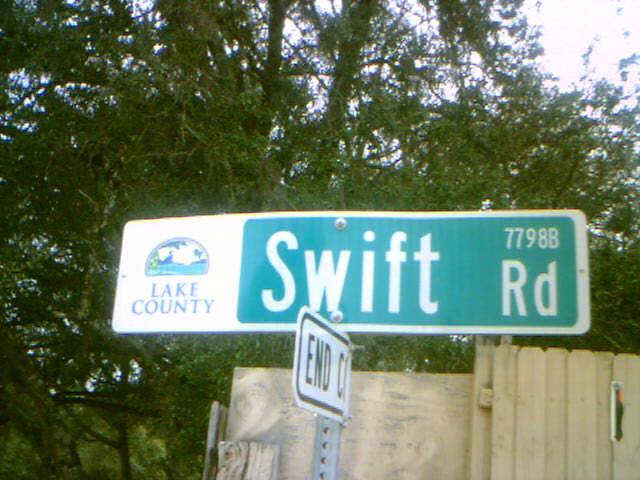 LAKE
COUNTY
Swift Rd
7798B
END